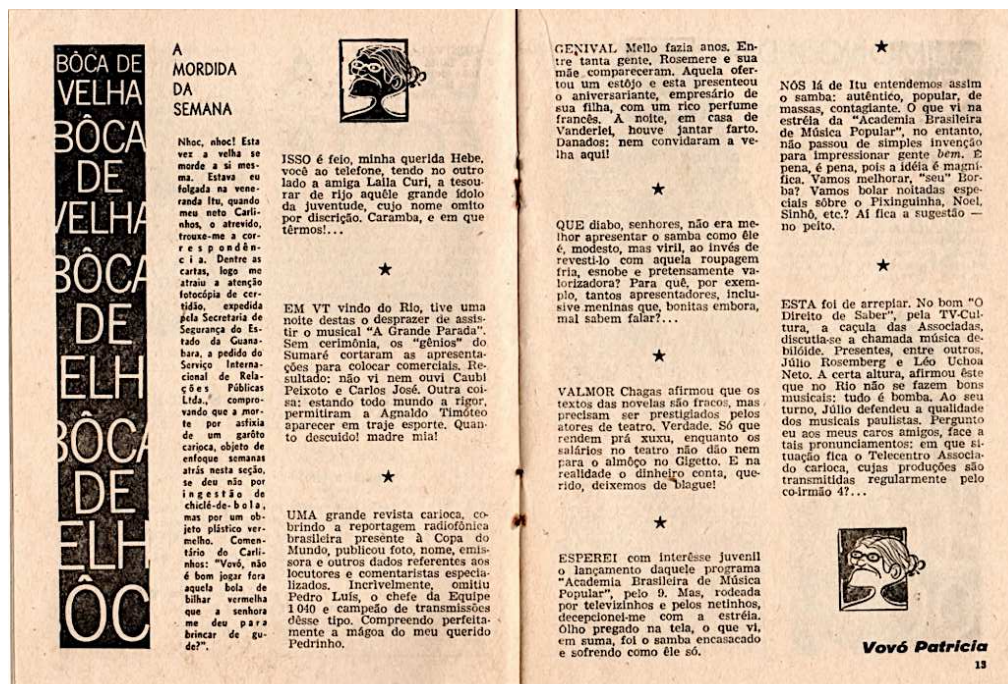 BÔCA DE
VELHA
BÔCA
DE
VELHA
BÔCA
DE
ELH
BÔCA
DE
ELH
ÔC
A
MORDIDA
DA
SEMANA
Nhoc, nhoc! Esta
vez a velha se
morde a si mes-
ma. Estava eu
folgada na vene-
randa Itu, quando
meu neto Carli-
nhos, o atrevido,
trouxe-me a cor-
respondên-
cia. Dentre as
cartas, logo me
atraiu a atenção
fotocópia de cer-
tidão, expedida
pela Secretaria de
Segurança do Es-
tado da Guana-
bara, a pedido do
Serviço Interna-
cional de Rela-
ções Públicas
Ltda., compro-
vando que a mor-
te por asfixia
de um garôto
carioca, objeto de
enfoque semanas
atrás nesta seção,
se deu não por
ingestão de
chiclé-de-bola,
mas por um ob-
jeto plástico ver-
melho. Comen-
tário do Carli-
nhos: "Vovó, não
é bom jogar fora
aquela bola de
bilhar vermelha
que a senhora
me deu para
brincar de gu-
de?".
ISSO é feio, minha querida Hebe,
você ao telefone, tendo no outro
lado a amiga Laila Curi, a tesou-
rar de rijo aquêle grande ídolo
da juventude, cujo nome omito
por discrição. Caramba, e em que
têrmos!...
★
EM VT vindo do Rio, tive uma
noite destas o desprazer de assis-
tir o musical "A Grande Parada".
Sem cerimônia, os "gênios" do
Sumaré cortaram as apresenta-
ções para colocar comerciais. Re-
sultado: não vi nem ouvi Caubi
Peixoto e Carlos José. Outra coi-
sa: estando todo mundo a rigor,
permitiram a Agnaldo Timóteo
aparecer em traje esporte. Quan-
to descuido! madre mia!
★
UMA grande revista carioca, co-
brindo a reportagem radiofônica
brasileira presente à Copa do
Mundo, publicou foto, nome, emis-
sora e outros dados referentes aos
locutores e comentaristas especia-
lizados. Incrìvelmente, omitiu
Pedro Luís, o chefe da Equipe
1 040 e campeão de transmissões
dêsse tipo. Compreendo perfeita-
mente a mágoa do meu querido
Pedrinho.
GENIVAL Mello fazia anos. En-
tre tanta gente, Rosemere e sua
mãe compareceram. Aquela ofer-
tou um estôjo e esta presenteou
o aniversariante, empresário de
sua filha, com um rico perfume
francês. À noite, em casa de
Vanderlei, houve jantar farto.
Danados: nem convidaram a ve-
lha aqui!
★
QUE diabo, senhores, não era me-
lhor apresentar o samba como êle
é, modesto, mas viril, ao invés de
revesti-lo com aquela roupagem
fria, esnobe e pretensamente va-
lorizadora? Para quê, por exem-
plo, tantos apresentadores, inclu-
sive meninas que, bonitas embora,
mal sabem falar?...
★
VALMOR Chagas afirmou que os
textos das novelas são fracos, mas
precisam ser prestigiados pelos
atores de teatro. Verdade. Só que
rendem prá xuxu, enquanto os
salários no teatro não dão nem
para o almôço no Gigetto. E na
realidade o dinheiro conta, que-
rido, deixemos de blague!
★
ESPEREI com interêsse juvenil
o lançamento daquele programa
"Academia Brasileira de Música
Popular", pelo 9. Mas, rodeada
por televizinhos e pelos netinhos,
decepcionei-me com a estréia.
Olho pregado na tela, o que vi,
em suma, foi o samba encasacado
e sofrendo como êle só.
★
NÓS lá de Itu entendemos assim
o samba: autêntico, popular, de
massas, contagiante. O que vi na
estréia da "Academia Brasileira
de Música Popular", no entanto,
não passou de simples invenção
para impressionar gente bem. É
pena, é pena, pois a idéia é magní-
fica. Vamos melhorar, "seu" Bor-
ba? Vamos bolar noitadas espe-
ciais sôbre o Pixinguinha, Noel,
Sinhô, etc.? Aí fica a sugestão —
no peito.
★
ESTA foi de arrepiar. No bom "O
Direito de Saber", pela TV-Cul-
tura, a caçula das Associadas,
discutia-se a chamada música de-
bilóide. Presentes, entre outros,
Júlio Rosemberg e Léo Uchoa
Neto. A certa altura, afirmou êste
que no Rio não se fazem bons
musicais: tudo é bomba. Ao seu
turno, Júlio defendeu a qualidade
dos musicais paulistas. Pergunto
eu aos meus caros amigos, face a
tais pronunciamentos: em que si-
tuação fica o Telecentro Associa-
do carioca, cujas produções são
transmitidas regularmente pelo
co-irmão 4?...
Vovó Patrícia
13